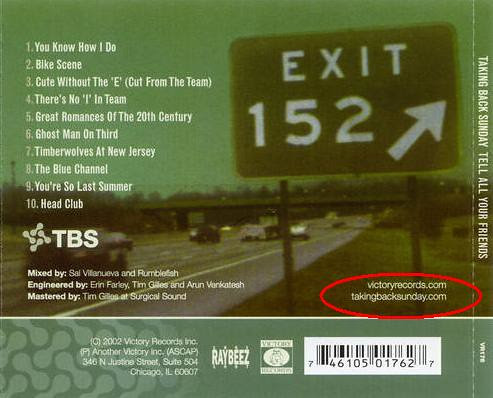 1. You Know How I Do
2. Bike Scene
3. Cute Without The 'E' (Cut From The Team)
4. There's No 'I' In Team
5. Great Romances Of The 20th Century
6. Ghost Man On Third
7. Timberwolves At New Jersey
8. The Blue Channel
9. You're So Last Summer
10. Head Club
EXIT
152
TAKING BACK SUNDAY TELL ALL YOUR FRIENDS
TBS
Mixed by: Sal Villanueva and Rumblefish
Engineered by: Erin Farley, Tim Gilles and Arun Venkatesh
Mastered by: Tim Gilles at Surgical Sound
victoryrecords.com
takingbacksunday.com
(C) 2002 Victory Records Inc.
(P) Another Victory Inc. (ASCAP)
346 N Justine Street, Suite 504
Chicago, IL 60607
RAYBEEZ
VICTORY
RECORDS
7 46105 01762 7
VR176